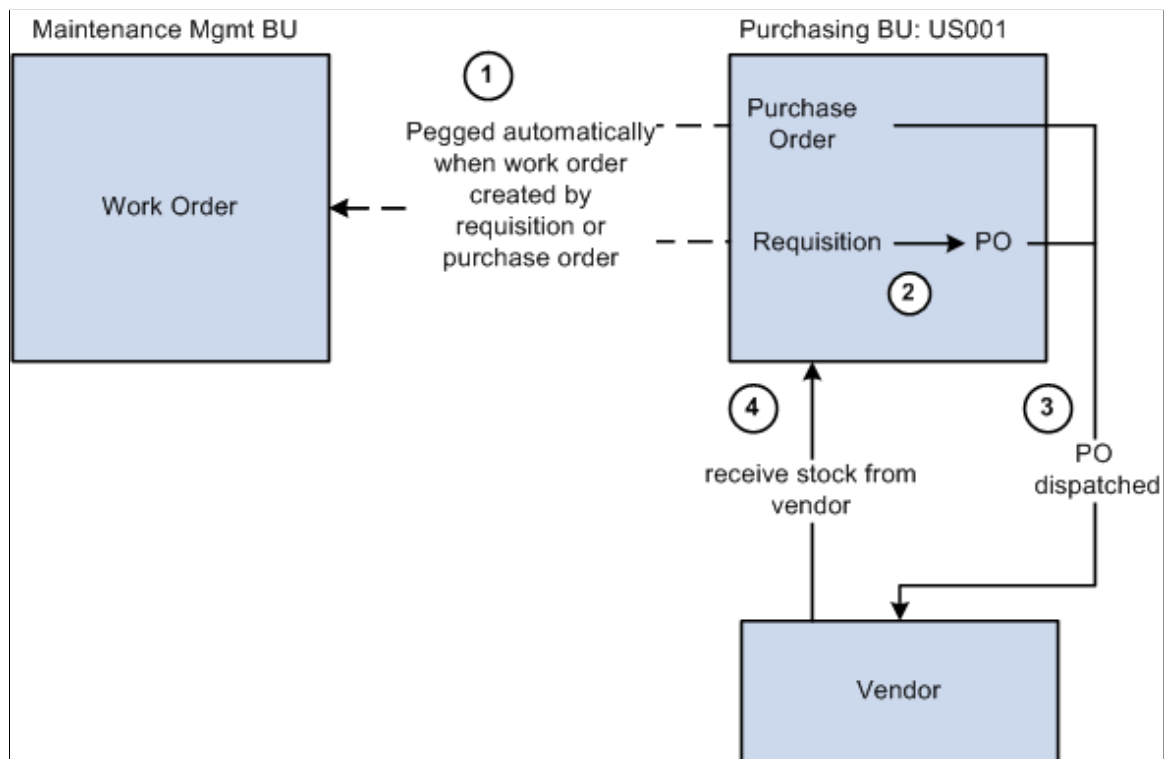 Maintenance Mgmt BU
Purchasing BU: US001
1
Pegged automatically
when work order
created by
requisition or
purchase order
Work Order
Purchase
Order
Requisition
PO
2
4
3
receive stock from
vendor
PO
dispatched
Vendor